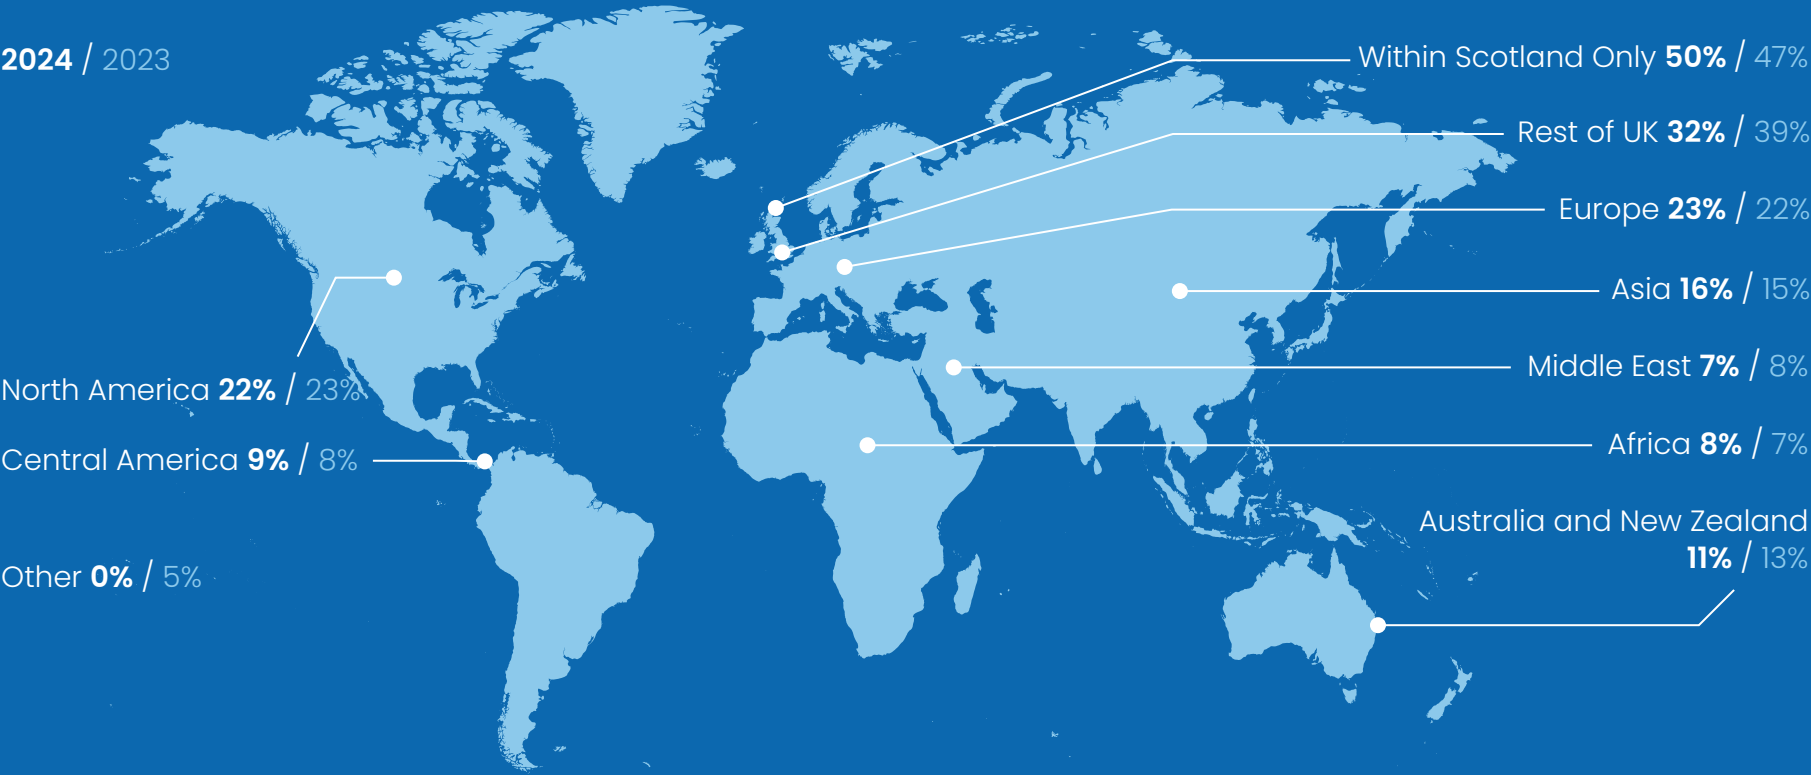 2024 / 2023
Within Scotland Only 50% / 47%
Rest of UK 32% / 39%
Europe 23% / 22%
Asia 16% / 15%
Middle East 7% / 8%
North America 22% / 23%
Africa 8% / 7%
Central America 9% / 8%
Australia and New Zealand
11% / 13%
Other 0% / 5%